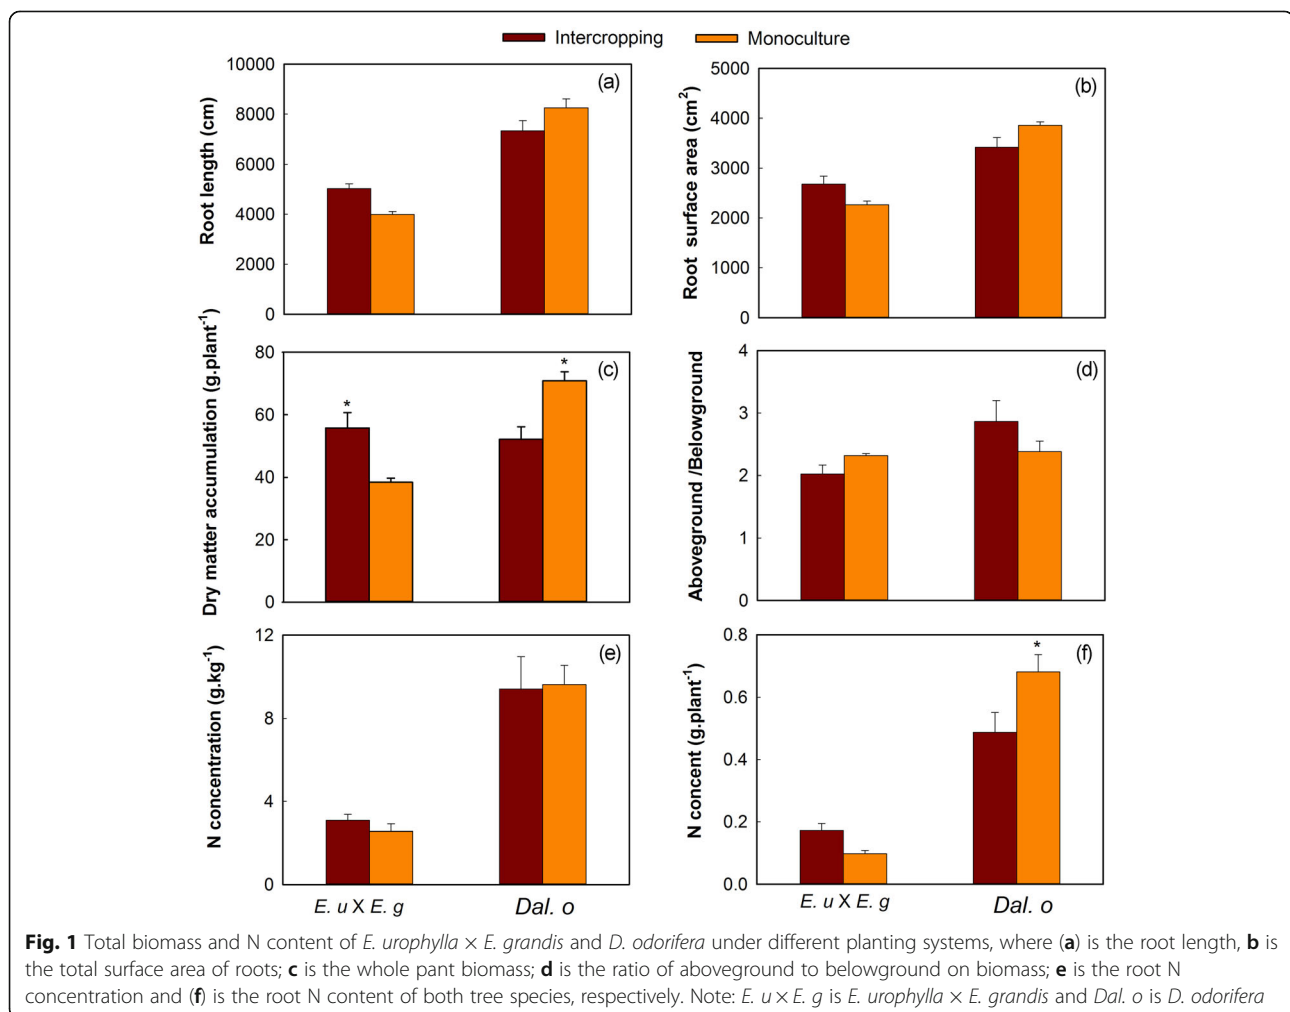 Intercropping Monoculture
(a)
Root length (cm)
10000
8000
6000
4000
2000
0
(b)
Root surface area (cm²)
5000
4000
3000
2000
1000
0
(c)
Dry matter accumulation (g.plant⁻¹)
80
60
40
20
0
* *
(d)
Aboveground /Belowground
4
3
2
1
0
(e)
N concentration (g.kg⁻¹)
12
9
6
3
0
E. u X E. g Dal. o
(f)
N concent (g.plant⁻¹)
0.8
0.6
0.4
0.2
0.0
*
E. u X E. g Dal. o
Fig. 1 Total biomass and N content of E. urophylla × E. grandis and D. odorifera under different planting systems, where (a) is the root length, b is
the total surface area of roots; c is the whole pant biomass; d is the ratio of aboveground to belowground on biomass; e is the root N
concentration and (f) is the root N content of both tree species, respectively. Note: E. u × E. g is E. urophylla × E. grandis and Dal. o is D. odorifera